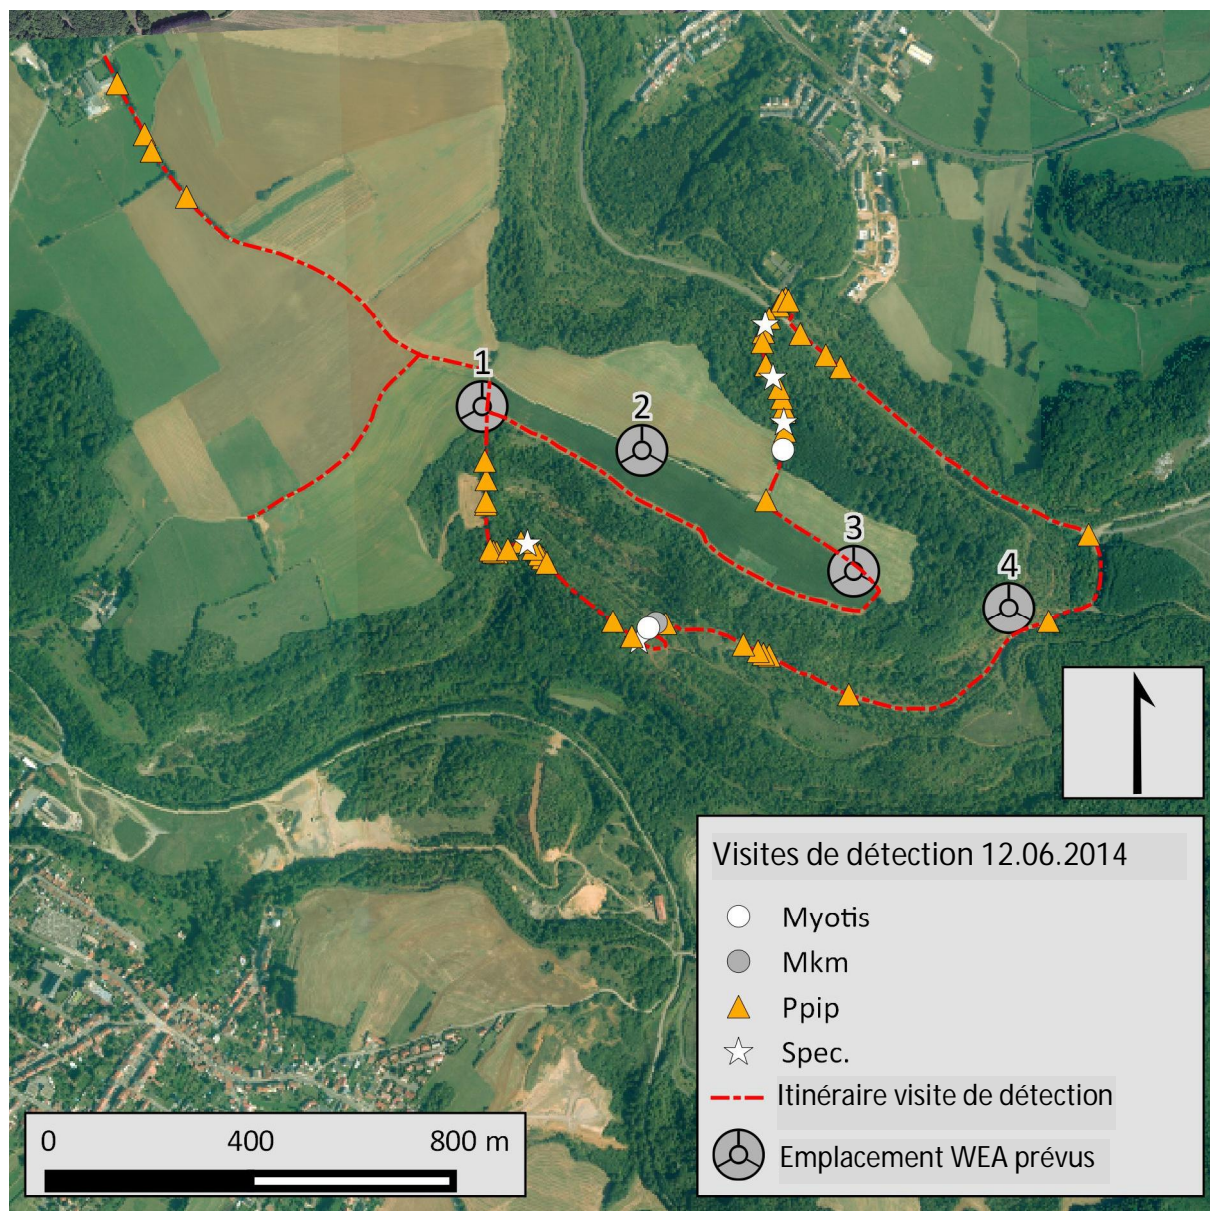 1
2
3
4
Visites de détection 12.06.2014
Myotis
Mkm
Ppip
Spec.
Itinéraire visite de détection
Emplacement WEA prévus
0 400 800 m